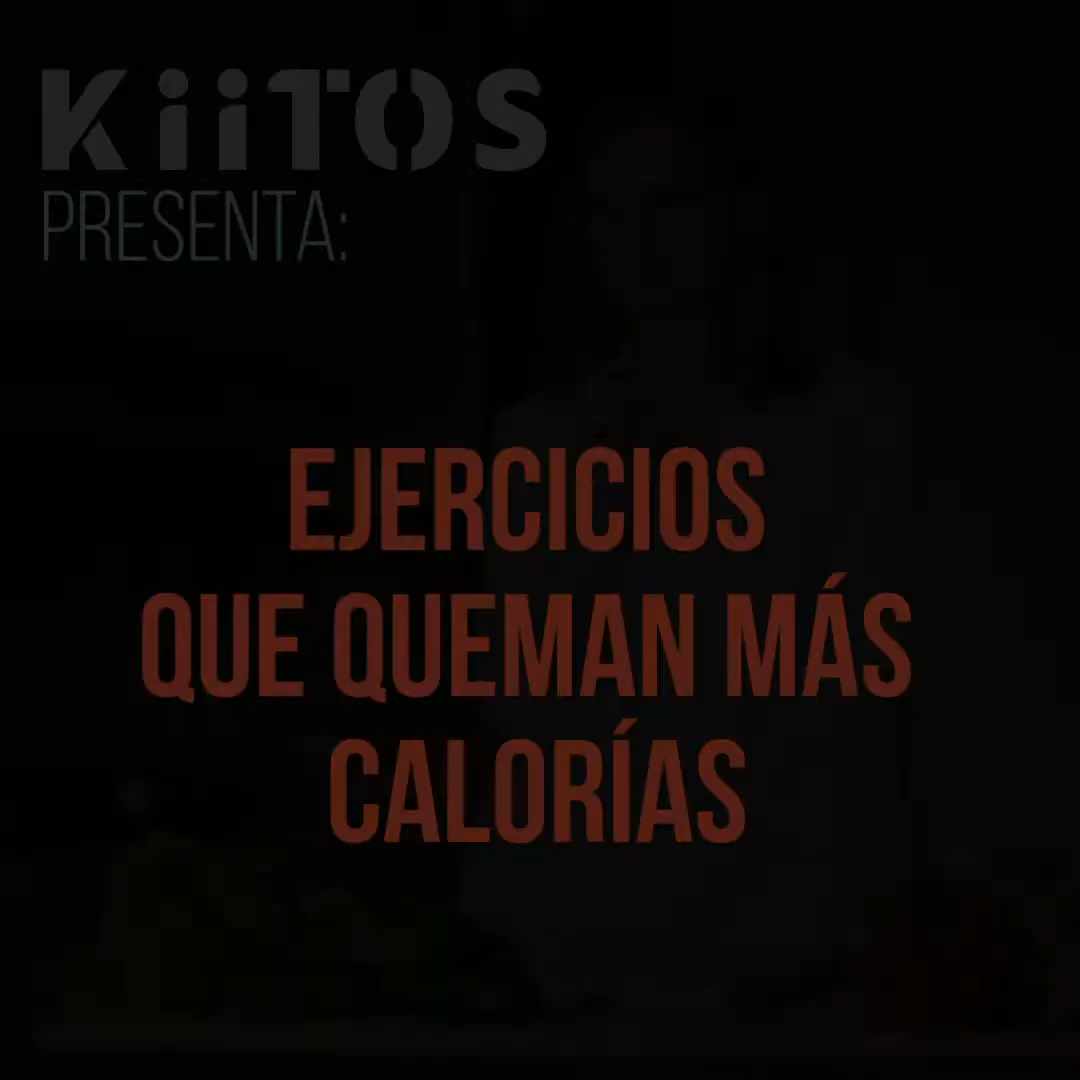 KiiTOS
PRESENTA:
EJERCICIOS
QUE QUEMAN MÁS
CALORÍAS